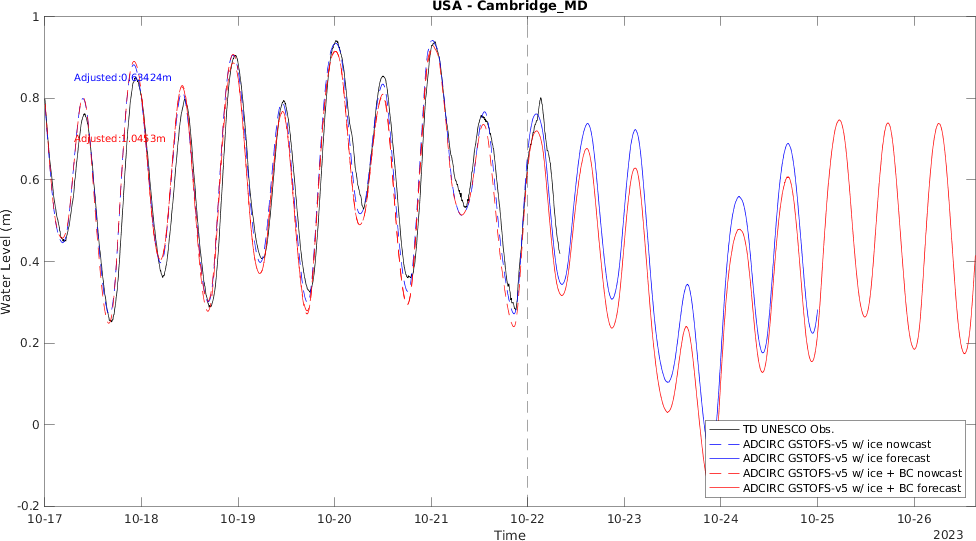 USA - Cambridge_MD
1
0.8
0.6
0.4
0.2
0
-0.2
Water Level (m)
Adjusted:0.63424m
Adjusted:1.0453m
TD UNESCO Obs.
ADCIRC GSTOFS-v5 w/ ice nowcast
ADCIRC GSTOFS-v5 w/ ice forecast
ADCIRC GSTOFS-v5 w/ ice + BC nowcast
ADCIRC GSTOFS-v5 w/ ice + BC forecast
10-17 10-18 10-19 10-20 10-21 10-22 10-23 10-24 10-25 10-26
Time
2023